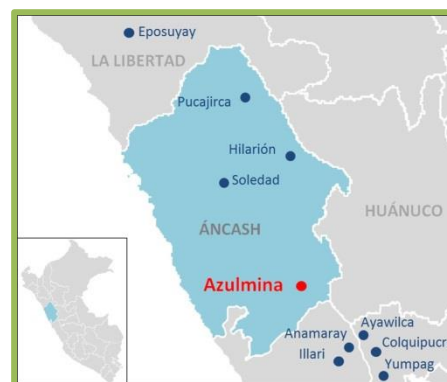 Eposuyay
LA LIBERTAD
Pucajirca
Hilarión
Soledad
HUÁNUCO
ÁNCASH
Azulmina
Ayawilca
Anamaray
Colquipucr
Illari
Yumpag